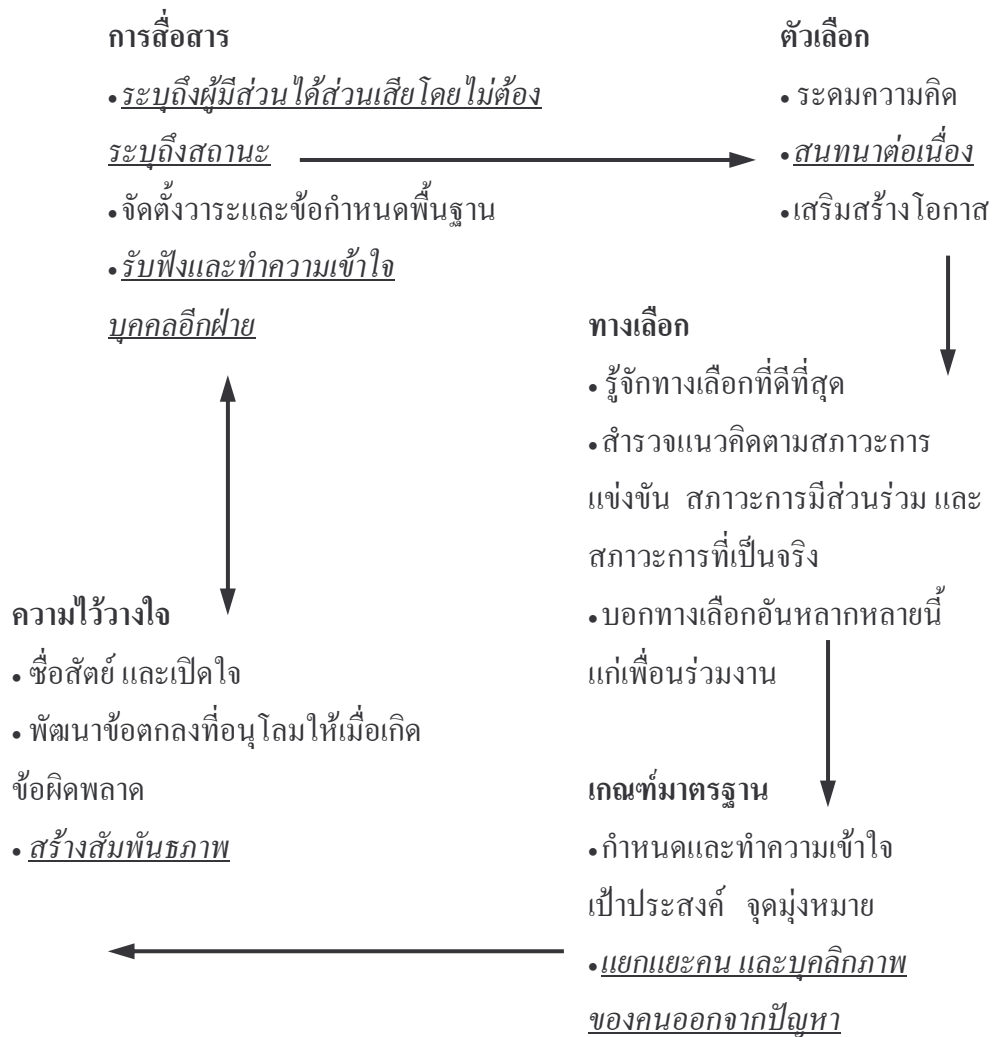 การสื่อสาร
• ระบุถึงผู้มีส่วนได้ส่วนเสียโดยไม่ต้อง
ระบุถึงสถานะ
• จัดตั้งวาระและข้อกำหนดพื้นฐาน
• รับฟังและทำความเข้าใจ
บุคคลอีกฝ่าย
ตัวเลือก
• ระดมความคิด
• สนทนาต่อเนื่อง
• เสริมสร้างโอกาส
ทางเลือก
• รู้จักทางเลือกที่ดีที่สุด
• สำรวจแนวคิดตามสภาวะการ
แข่งขัน สภาวะการมีส่วนร่วม และ
สภาวะการที่เป็นจริง
• บอกทางเลือกอันหลากหลายนี้
แก่เพื่อนร่วมงาน
เกณฑ์มาตรฐาน
• กำหนดและทำความเข้าใจ
เป้าประสงค์ จุดมุ่งหมาย
• แยกแยะคน และบุคลิกภาพ
ของคนออกจากปัญหา
ความไว้วางใจ
• ซื่อสัตย์ และเปิดใจ
• พัฒนาข้อตกลงที่อนุโลมให้เมื่อเกิด
ข้อผิดพลาด
• สร้างสัมพันธภาพ